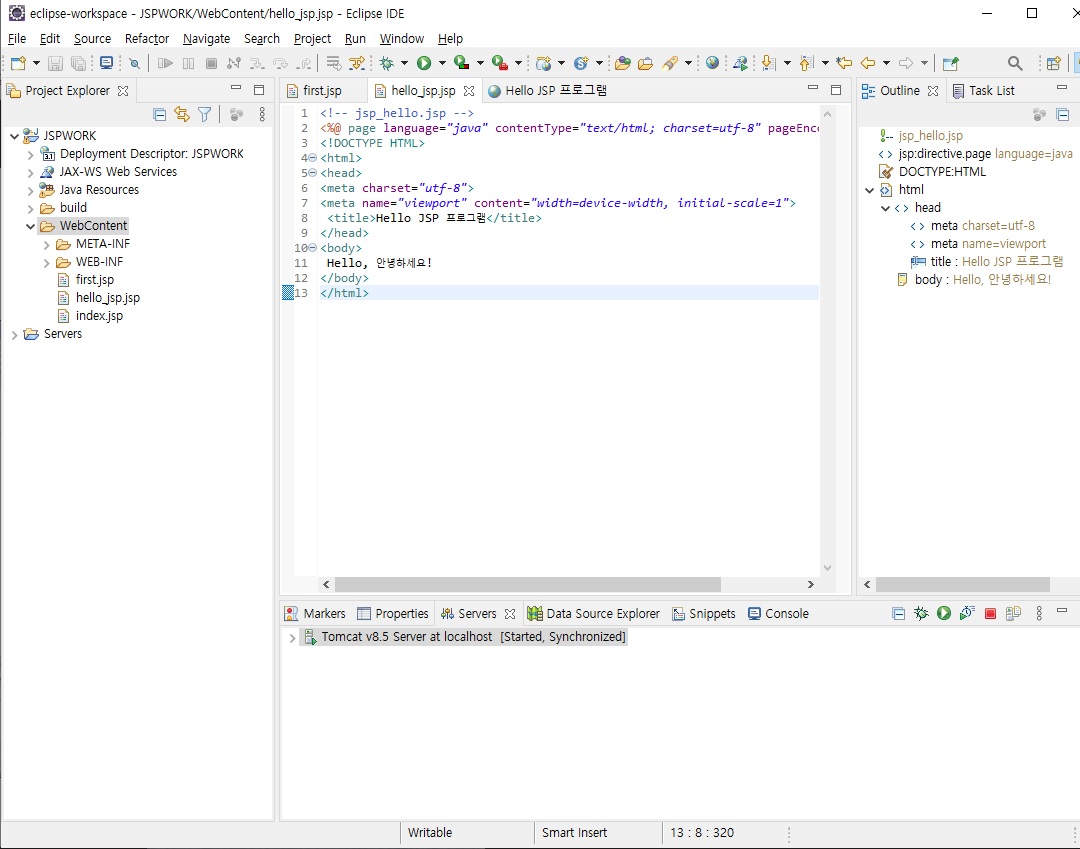 eclipse-workspace - JSPWORK/WebContent/hello_jsp.jsp - Eclipse IDE
File Edit Source Refactor Navigate Search Project Run Window Help
Project Explorer
JSPWORK
Deployment Descriptor: JSPWORK
JAX-WS Web Services
Java Resources
build
WebContent
META-INF
WEB-INF
first.jsp
hello_jsp.jsp
index.jsp
Servers
first.jsp hello_jsp.jsp Hello JSP 프로그램
1 <!-- jsp_hello.jsp -->
2 <%@ page language="java" contentType="text/html; charset=utf-8" pageEnc
3 <!DOCTYPE HTML>
4 <html>
5 <head>
6 <meta charset="utf-8">
7 <meta name="viewport" content="width=device-width, initial-scale=1">
8 <title>Hello JSP 프로그램</title>
9 </head>
10 <body>
11 Hello, 안녕하세요!
12 </body>
13 </html>
Outline Task List
jsp_hello.jsp
jsp:directive.page language=java
DOCTYPE:HTML
html
head
meta charset=utf-8
meta name=viewport
title : Hello JSP 프로그램
body : Hello, 안녕하세요!
Markers Properties Servers Data Source Explorer Snippets Console
Tomcat v8.5 Server at localhost [Started, Synchronized]
Writable Smart Insert 13 : 8 : 320